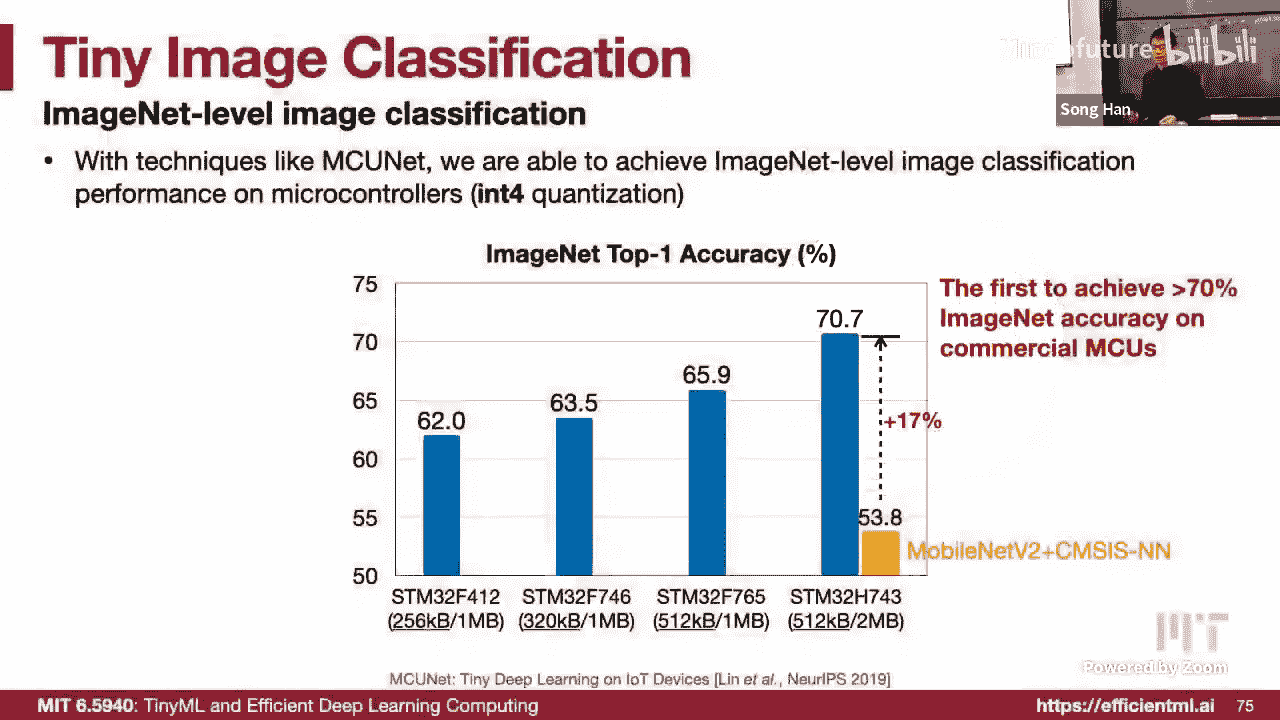 Tiny Image Classification
ImageNet-level image classification
• With techniques like MCUNet, we are able to achieve ImageNet-level image classification
performance on microcontrollers (int4 quantization)
bilibili
Song Han
ImageNet Top-1 Accuracy (%)
75
70
65
60
55
50
62.0
63.5
65.9
70.7
+17%
53.8
The first to achieve >70%
ImageNet accuracy on
commercial MCUs
MobileNetV2+CMSIS-NN
STM32F412
(256kB/1MB)
STM32F746
(320kB/1MB)
STM32F765
(512kB/1MB)
STM32H743
(512kB/2MB)
MIT
Powered by Zoom
MCUNet: Tiny Deep Learning on IoT Devices [Lin et al., NeurIPS 2019]
MIT 6.5940: TinyML and Efficient Deep Learning Computing
https://efficientml.ai
75